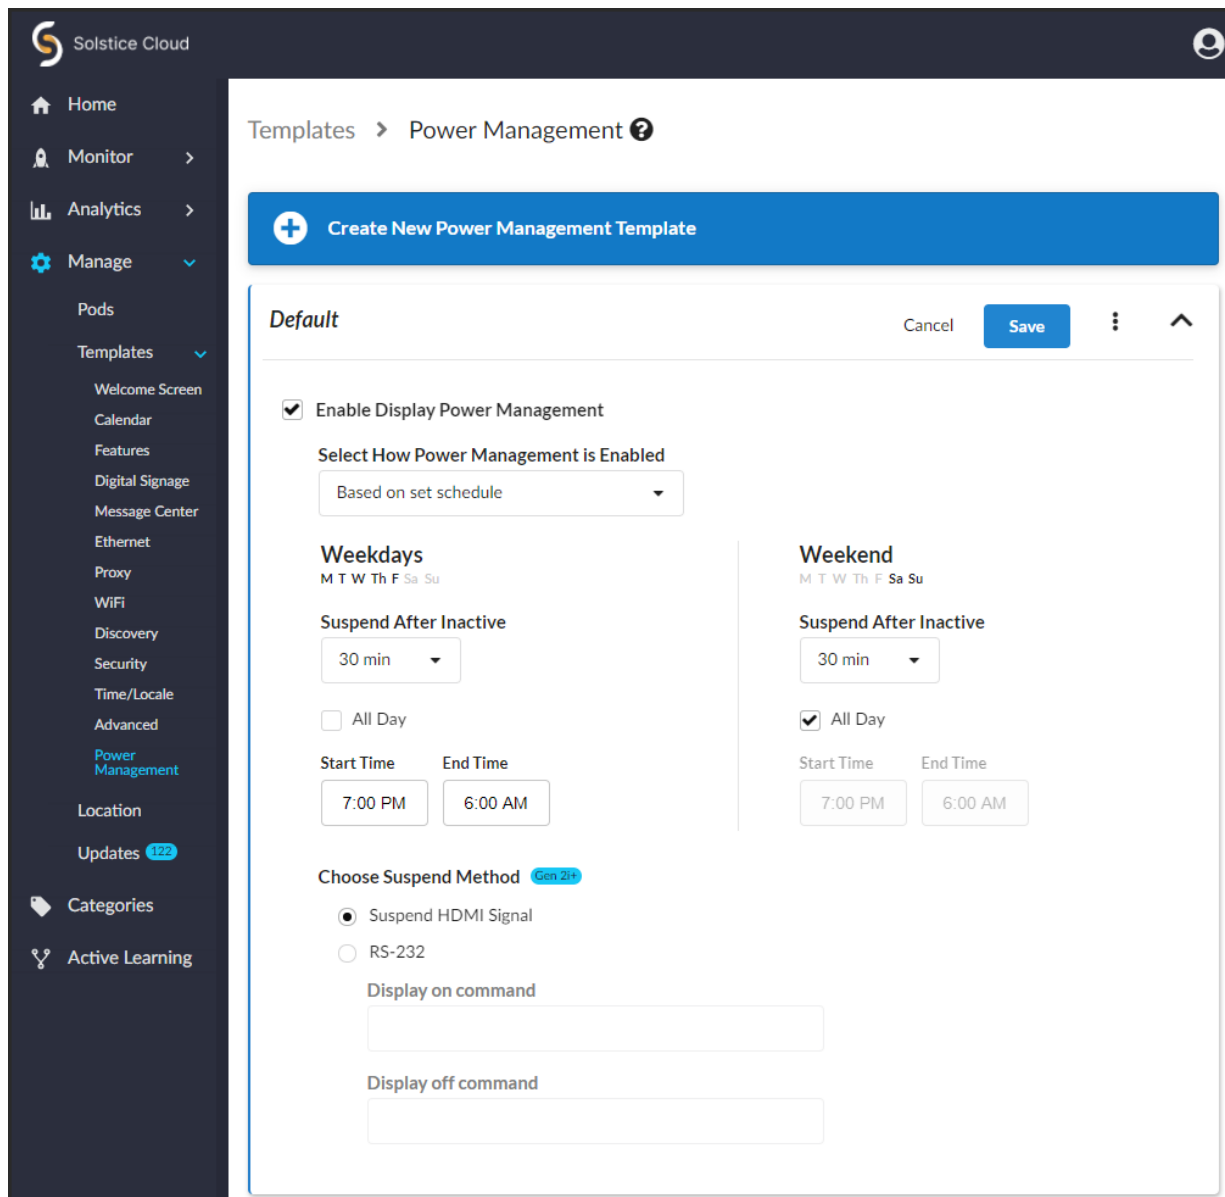 Solstice Cloud
Home
Monitor
Analytics
Manage
Pods
Templates
Welcome Screen
Calendar
Features
Digital Signage
Message Center
Ethernet
Proxy
WiFi
Discovery
Security
Time/Locale
Advanced
Power
Management
Location
Updates 122
Categories
Active Learning
Templates > Power Management ?
Create New Power Management Template
Default
Cancel Save
Enable Display Power Management
Select How Power Management is Enabled
Based on set schedule
Weekdays
M T W Th F Sa Su
Suspend After Inactive
30 min
All Day
Start Time End Time
7:00 PM 6:00 AM
Weekend
M T W Th F Sa Su
Suspend After Inactive
30 min
All Day
Start Time End Time
7:00 PM 6:00 AM
Choose Suspend Method Gen 2i+
Suspend HDMI Signal
RS-232
Display on command
Display off command